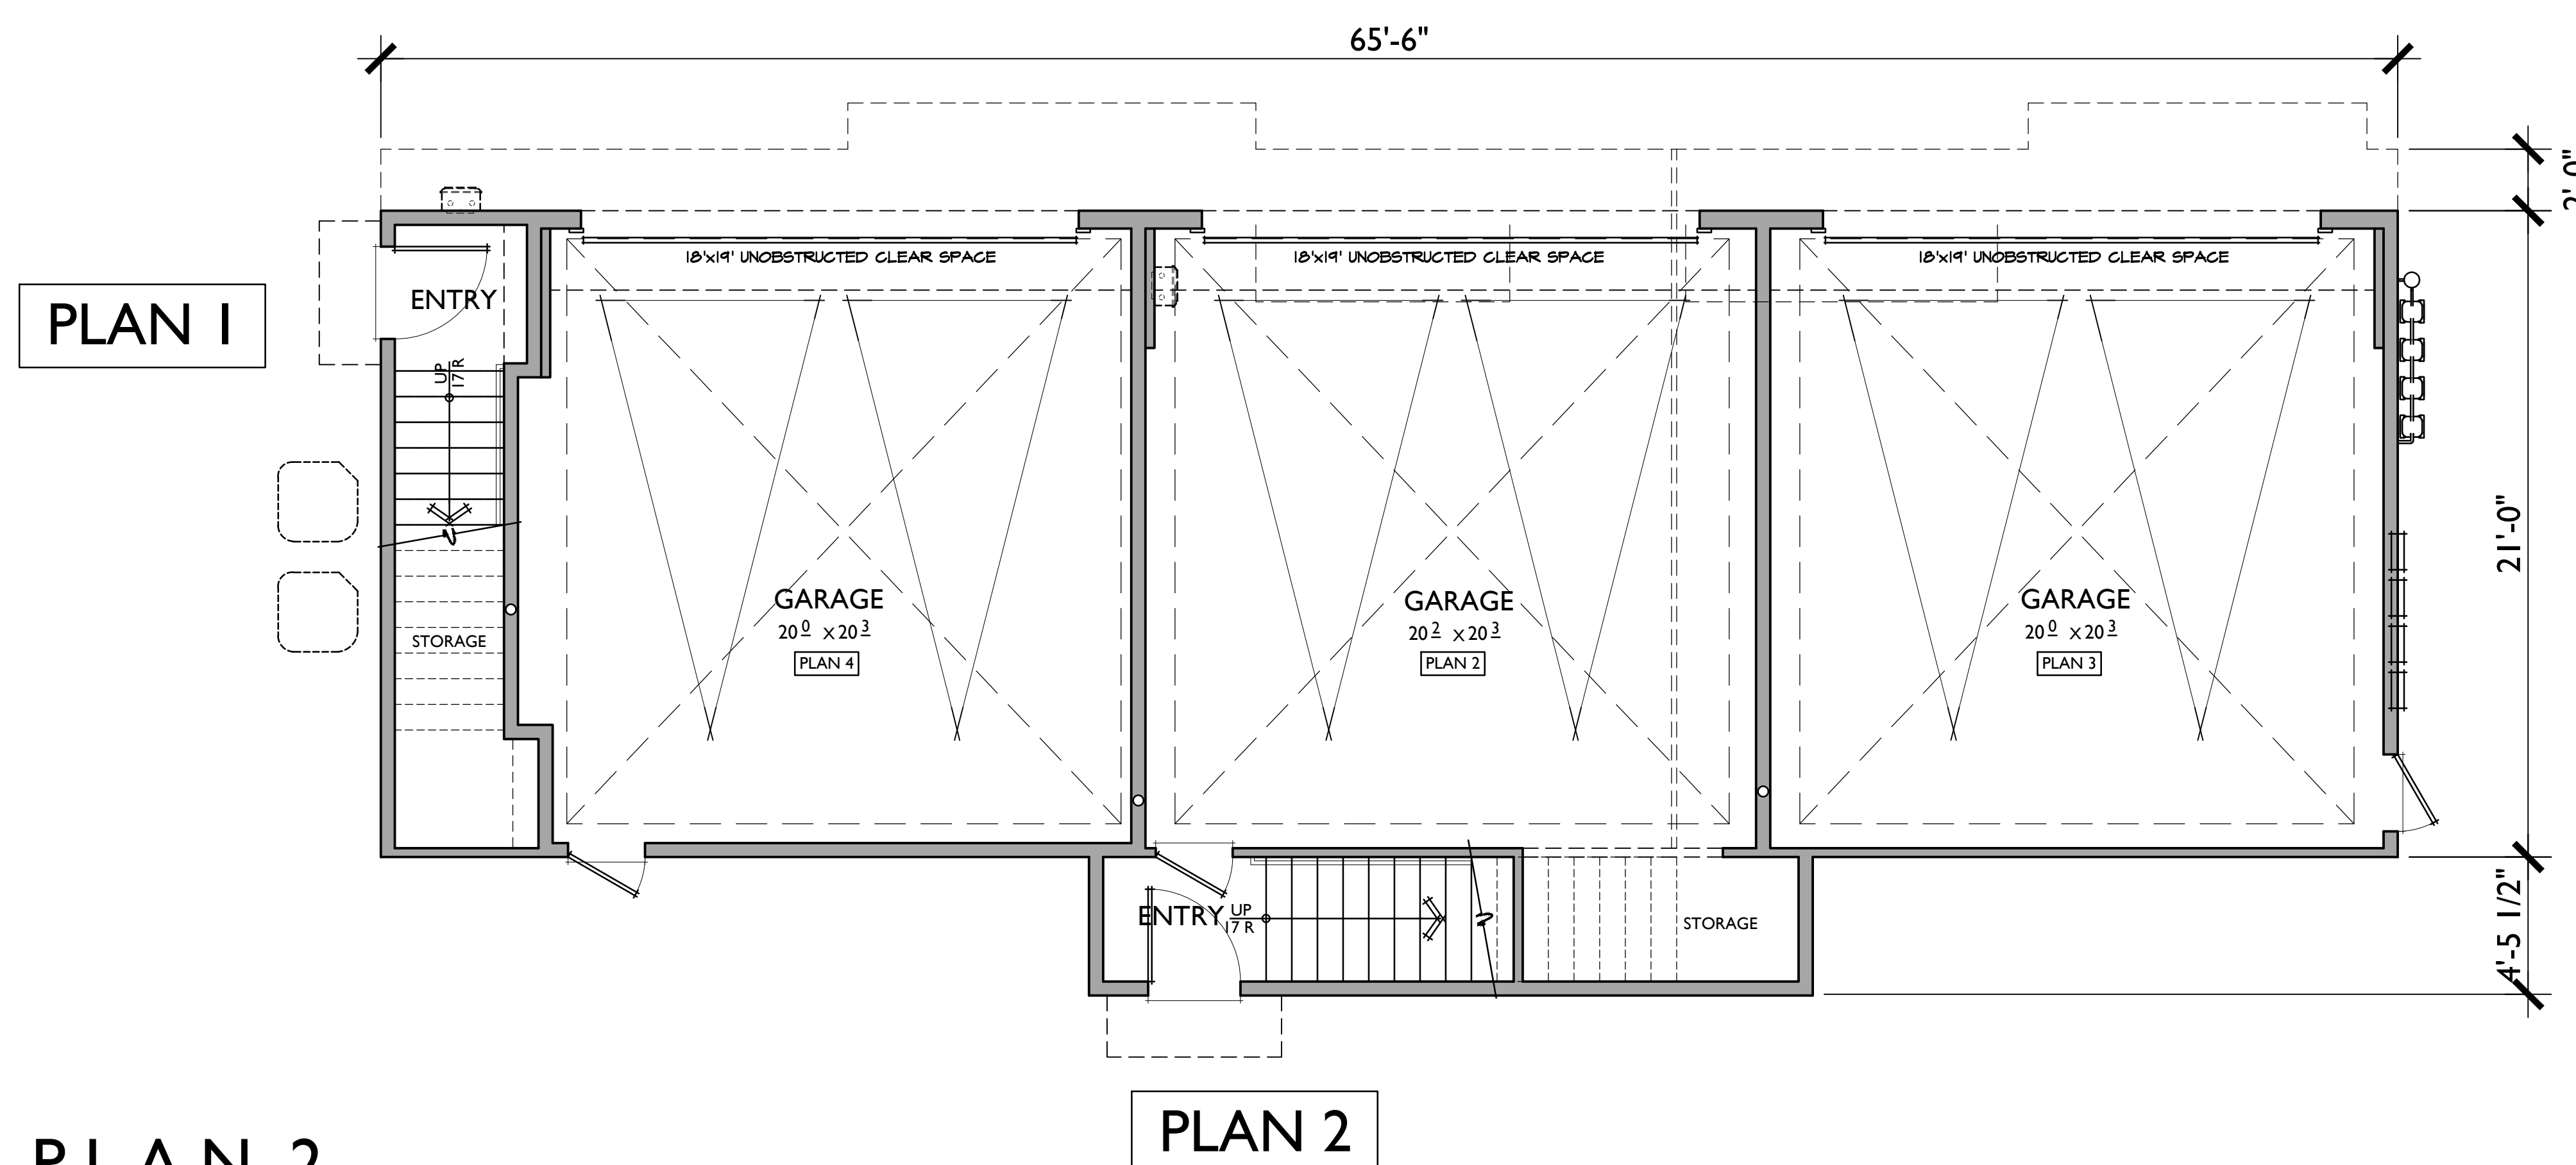 65'-6"
2'-0"
18'x19' UNOBSTRUCTED CLEAR SPACE
18'x19' UNOBSTRUCTED CLEAR SPACE
18'x19' UNOBSTRUCTED CLEAR SPACE
ENTRY
PLAN 1
UP
17 R
21'-0"
GARAGE
20 0 x 20 3
PLAN 4
GARAGE
20 2 x 20 3
PLAN 2
GARAGE
20 0 x 20 3
PLAN 3
STORAGE
ENTRY
UP
17 R
STORAGE
4'-5 1/2"
PLAN 2
PLAN 2